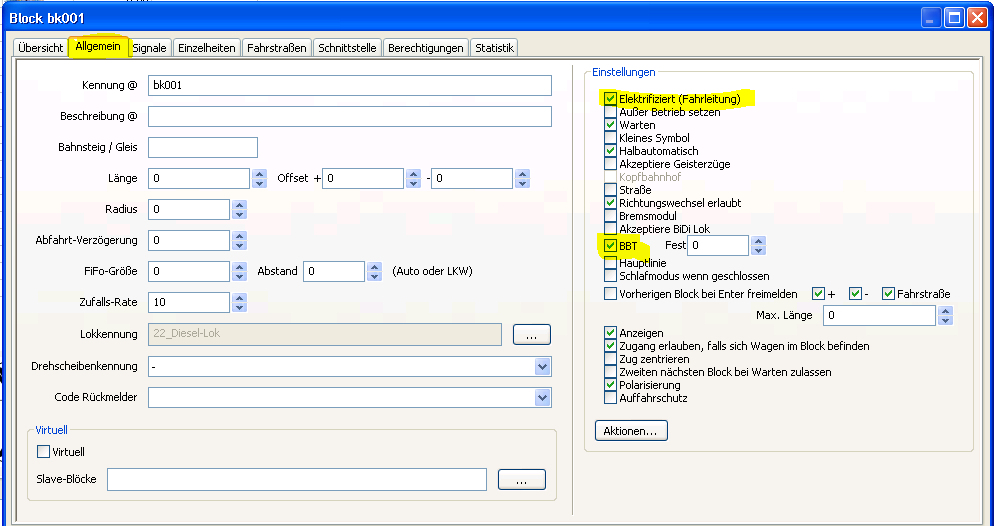 Block bk001
Übersicht Allgemein Signale Einzelheiten Fahrstraßen Schnittstelle Berechtigungen Statistik
Kennung @ bk001
Beschreibung @
Bahnsteig / Gleis
Länge 0 Offset + 0 - 0
Radius 0
Abfahrt-Verzögerung 0
FiFo-Größe 0 Abstand 0 (Auto oder LKW)
Zufalls-Rate 10
Lokkennung 22_Diesel-Lok ...
Drehscheibenkennung -
Code Rückmelder
Virtuell
Virtuell
Slave-Blöcke ...
Einstellungen
Elektrifiziert (Fahrleitung)
Außer Betrieb setzen
Warten
Kleines Symbol
Halbautomatisch
Akzeptiere Geisterzüge
Kopfbahnhof
Straße
Richtungswechsel erlaubt
Bremsmodul
Akzeptiere BiDi Lok
BBT Fest 0
Hauptlinie
Schlafmodus wenn geschlossen
Vorherigen Block bei Enter freimelden + - Fahrstraße
Max. Länge 0
Anzeigen
Zugang erlauben, falls sich Wagen im Block befinden
Zug zentrieren
Zweiten nächsten Block bei Warten zulassen
Polarisierung
Auffahrschutz
Aktionen...